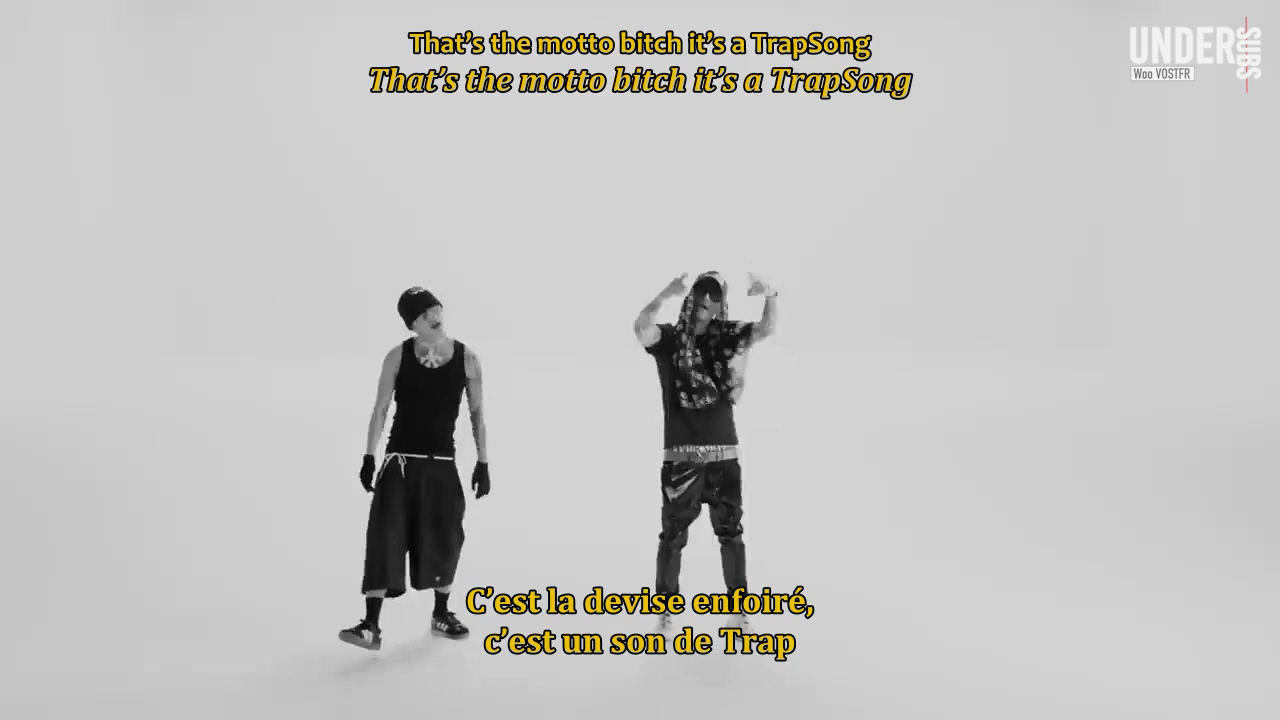 That's the motto bitch it's a TrapSong
That's the motto bitch it's a TrapSong
UNDER SUBS
Woo VOSTFR
C'est la devise enfoiré,
c'est un son de Trap